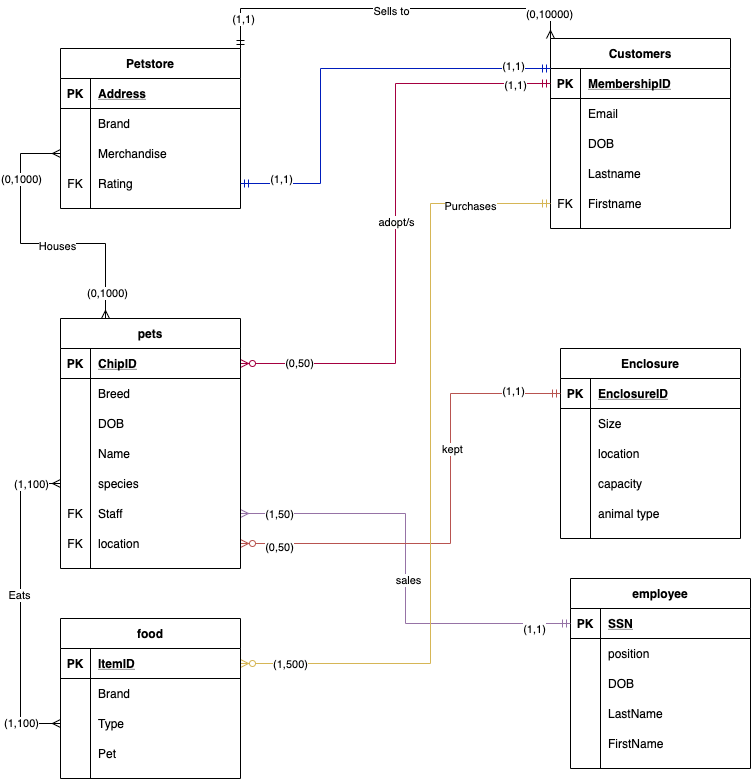 Sells to
(1,1)
(0,10000)
Petstore
PK Address
Brand
Merchandise
FK Rating
Customers
PK MembershipID
Email
DOB
Lastname
FK Firstname
(1,1)
(1,1)
(1,1)
(0,1000)
Houses
(0,1000)
adopt/s
Purchases
pets
PK ChipID
Breed
DOB
Name
species
FK Staff
FK location
(0,50)
(1,50)
(0,50)
Enclosure
PK EnclosureID
Size
location
capacity
animal type
(1,1)
kept
sales
(1,100)
Eats
(1,100)
food
PK ItemID
Brand
Type
Pet
(1,500)
employee
PK SSN
position
DOB
LastName
FirstName
(1,1)